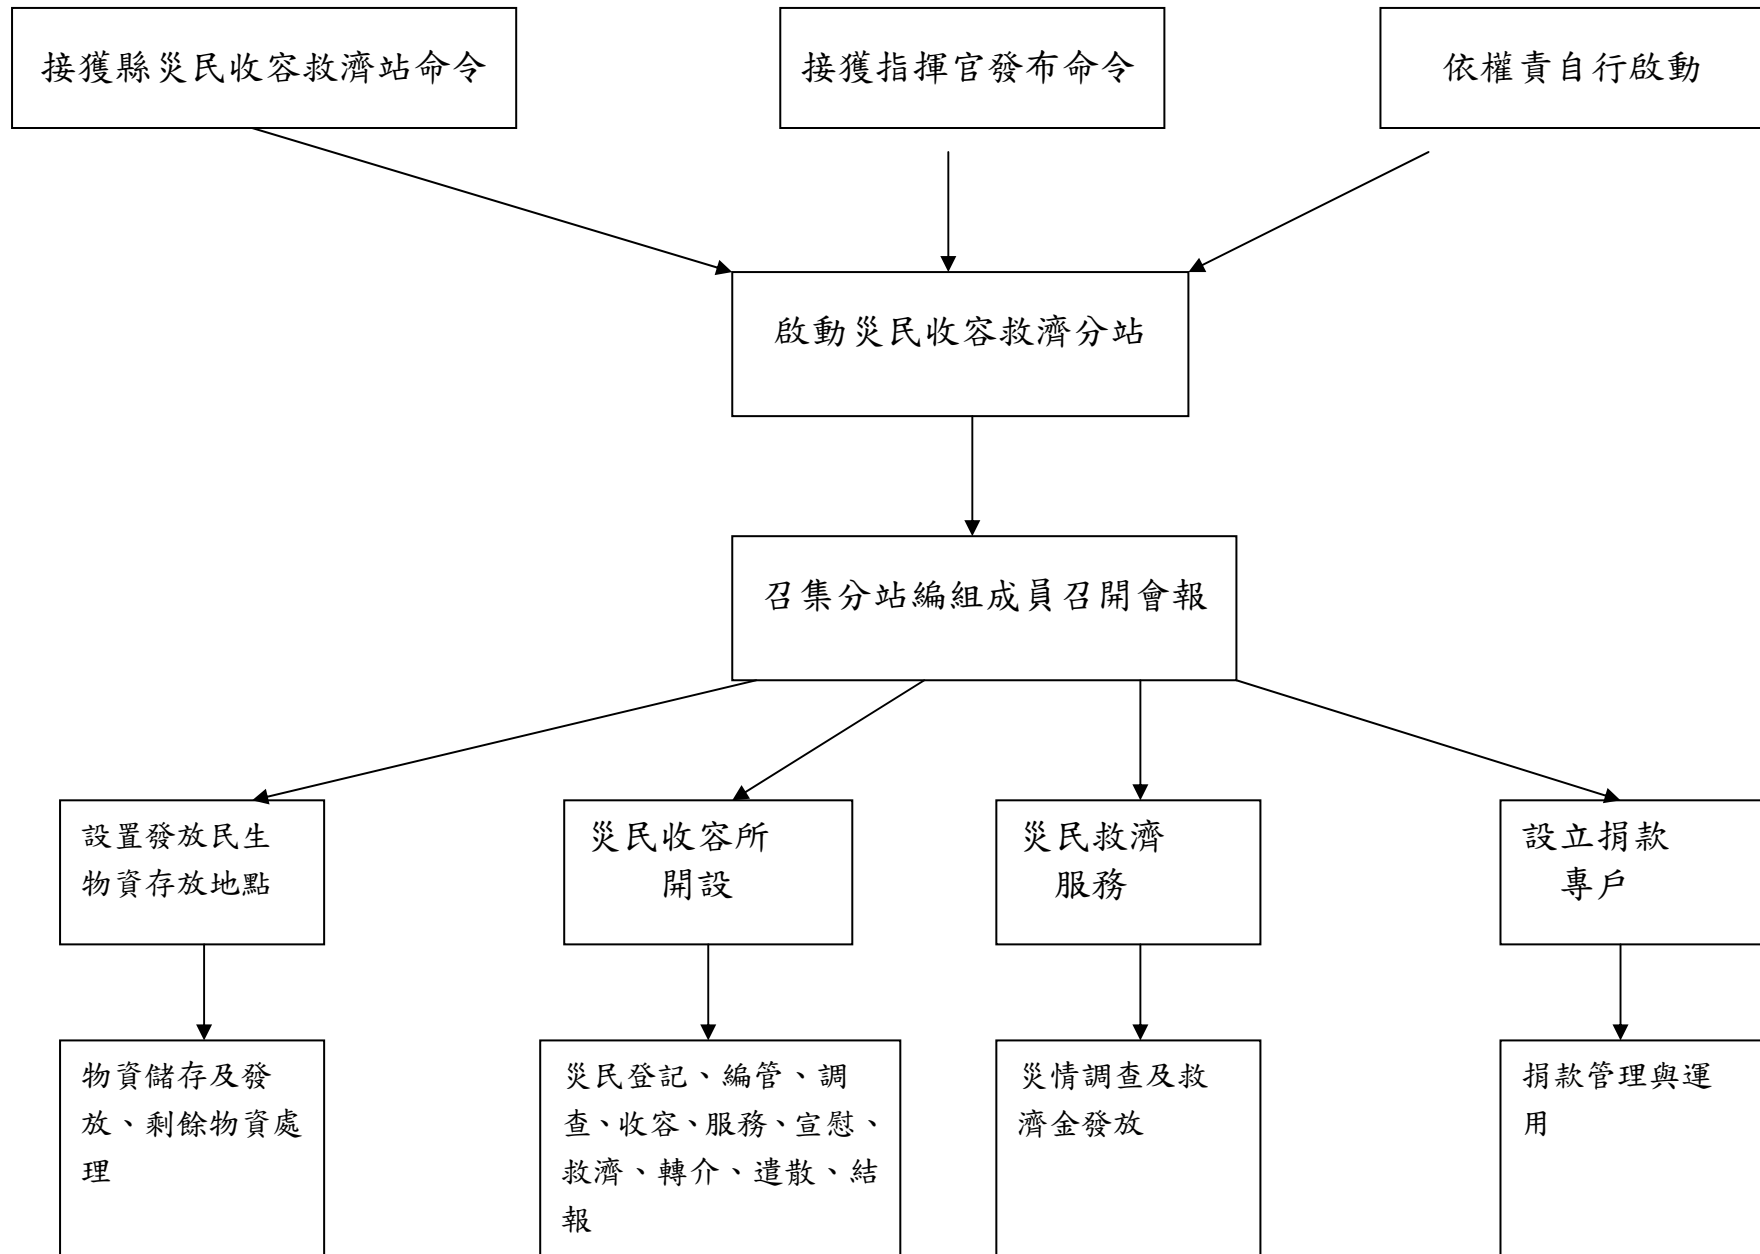 接獲縣災民收容救濟站命令
接獲指揮官發布命令
依權責自行啟動
啟動災民收容救濟分站
召集分站編組成員召開會報
設置發放民生
物資存放地點
災民收容所
開設
災民救濟
服務
設立捐款
專戶
物資儲存及發
放、剩餘物資處
理
災民登記、編管、調
查、收容、服務、宣慰、
救濟、轉介、遣散、結
報
災情調查及救
濟金發放
捐款管理與運
用